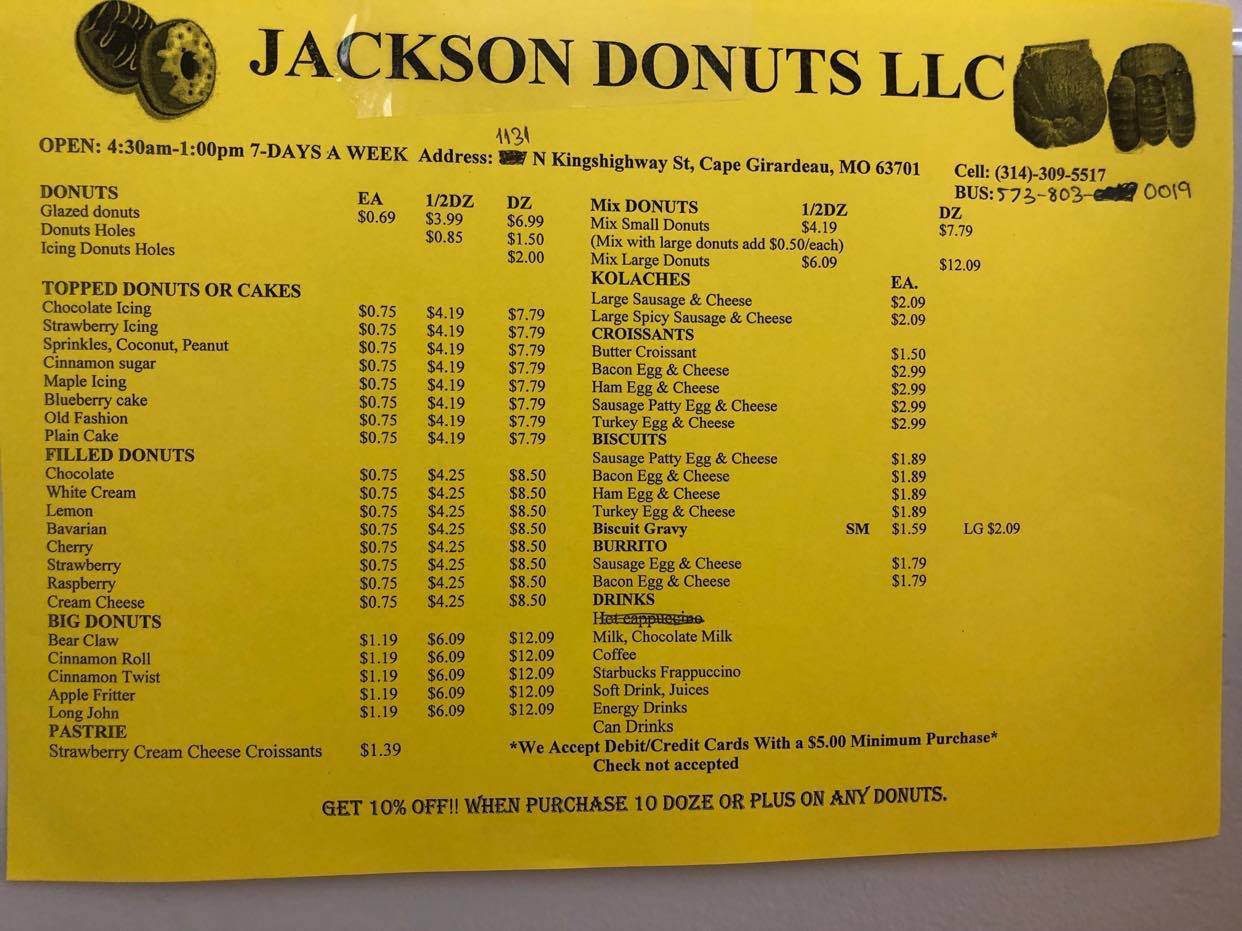 JACKSON DONUTS LLC
1131
OPEN: 4:30am-1:00pm 7-DAYS A WEEK Address: N Kingshighway St, Cape Girardeau, MO 63701
Cell: (314)-309-5517
BUS: 573-803-0019
DONUTS EA 1/2DZ DZ
Glazed donuts $0.69 $3.99 $6.99
Donuts Holes $0.85 $1.50
Icing Donuts Holes $2.00
TOPPED DONUTS OR CAKES
Chocolate Icing $0.75 $4.19 $7.79
Strawberry Icing $0.75 $4.19 $7.79
Sprinkles, Coconut, Peanut $0.75 $4.19 $7.79
Cinnamon sugar $0.75 $4.19 $7.79
Maple Icing $0.75 $4.19 $7.79
Blueberry cake $0.75 $4.19 $7.79
Old Fashion $0.75 $4.19 $7.79
Plain Cake $0.75 $4.19 $7.79
FILLED DONUTS
Chocolate $0.75 $4.25 $8.50
White Cream $0.75 $4.25 $8.50
Lemon $0.75 $4.25 $8.50
Bavarian $0.75 $4.25 $8.50
Cherry $0.75 $4.25 $8.50
Strawberry $0.75 $4.25 $8.50
Raspberry $0.75 $4.25 $8.50
Cream Cheese $0.75 $4.25 $8.50
BIG DONUTS
Bear Claw $1.19 $6.09 $12.09
Cinnamon Roll $1.19 $6.09 $12.09
Cinnamon Twist $1.19 $6.09 $12.09
Apple Fritter $1.19 $6.09 $12.09
Long John $1.19 $6.09 $12.09
PASTRIE
Strawberry Cream Cheese Croissants $1.39
Mix DONUTS 1/2DZ DZ
Mix Small Donuts $4.19 $7.79
(Mix with large donuts add $0.50/each)
Mix Large Donuts $6.09 $12.09
KOLACHES EA.
Large Sausage & Cheese $2.09
Large Spicy Sausage & Cheese $2.09
CROISSANTS
Butter Croissant $1.50
Bacon Egg & Cheese $2.99
Ham Egg & Cheese $2.99
Sausage Patty Egg & Cheese $2.99
Turkey Egg & Cheese $2.99
BISCUITS
Sausage Patty Egg & Cheese $1.89
Bacon Egg & Cheese $1.89
Ham Egg & Cheese $1.89
Turkey Egg & Cheese $1.89
Biscuit Gravy SM $1.59 LG $2.09
BURRITO
Sausage Egg & Cheese $1.79
Bacon Egg & Cheese $1.79
DRINKS
Hot cappuccino
Milk, Chocolate Milk
Coffee
Starbucks Frappuccino
Soft Drink, Juices
Energy Drinks
Can Drinks
*We Accept Debit/Credit Cards With a $5.00 Minimum Purchase*
Check not accepted
GET 10% OFF!! WHEN PURCHASE 10 DOZE OR PLUS ON ANY DONUTS.